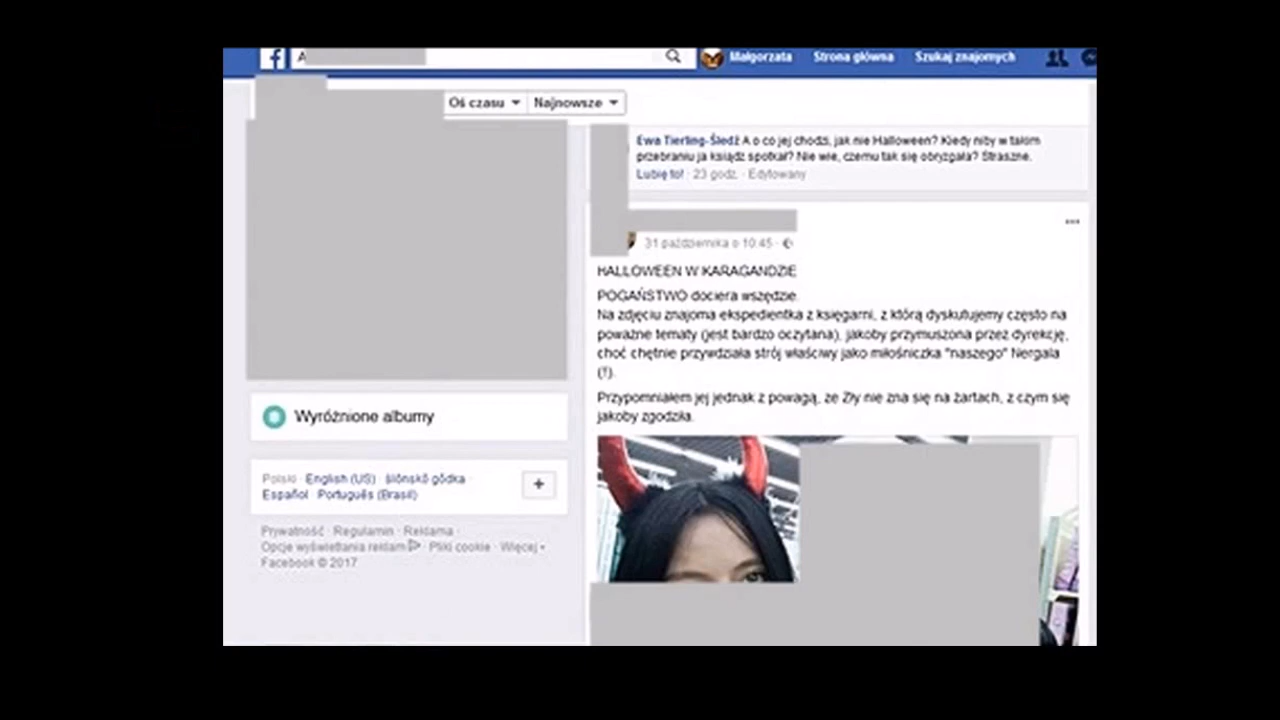 A
Małgorzata
Strona główna
Szukaj znajomych
Oś czasu
Najnowsze
Ewa Tierling-Śledź A o co jej chodzi, jak nie Halloween? Kiedy niby w takim
przebraniu ja ksiądz spotkał? Nie wie, czemu tak się obryzgała? Straszne.
Lubię to! · 23 godz. · Edytowany
31 października o 10:45 ·
HALLOWEEN W KARAGANDZIE
POGAŃSTWO dociera wszędzie.
Na zdjęciu znajoma ekspedientka z księgarni, z którą dyskutujemy często na
poważne tematy (jest bardzo oczytana), jakoby przymuszona przez dyrekcję,
choć chętnie przywdziała strój właściwy jako miłośniczka "naszego" Nergala
(!).
Przypomniałem jej jednak z powagą, że Zły nie zna się na żartach, z czym się
jakoby zgodziła.
Wyróżnione albumy
Polski · English (US) · ślōnskŏ gŏdka ·
Español · Português (Brasil)
+
Prywatność · Regulamin · Reklama ·
Opcje wyświetlania reklam · Pliki cookie · Więcej
Facebook © 2017